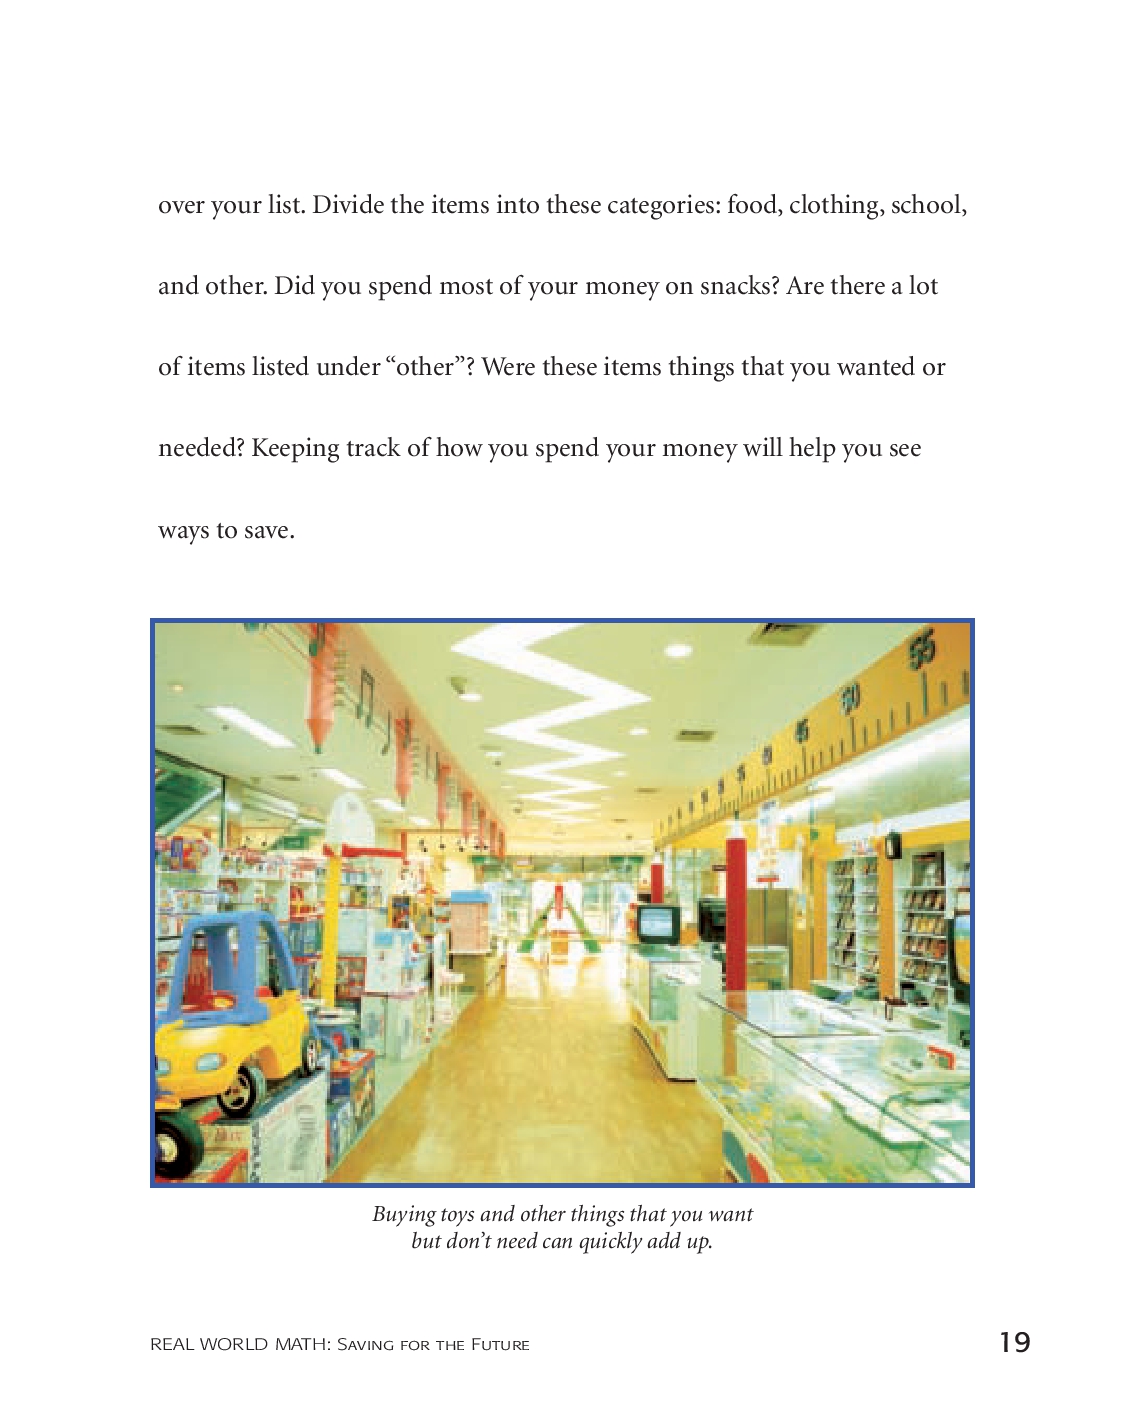 over your list. Divide the items into these categories: food, clothing, school,
and other. Did you spend most of your money on snacks? Are there a lot
of items listed under “other”? Were these items things that you wanted or
needed? Keeping track of how you spend your money will help you see
ways to save.
55
50
45
Buying toys and other things that you want
but don’t need can quickly add up.
REAL WORLD MATH: Saving for the Future
19